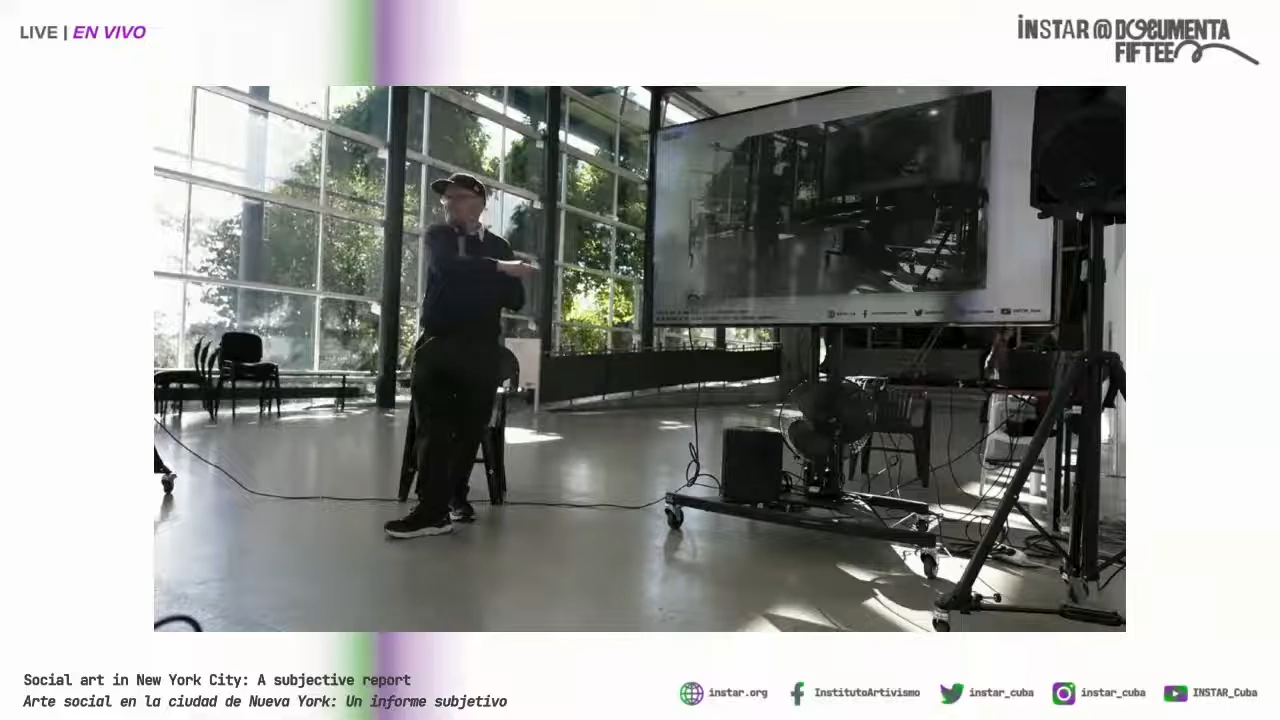 LIVE | EN VIVO
INSTAR @ DOCUMENTA
FIFTEEN
Social art in New York City: A subjective report
Arte social en la ciudad de Nueva York: Un informe subjetivo
instar.org
InstitutoArtivismo
instar_cuba
instar_cuba
INSTAR_Cuba